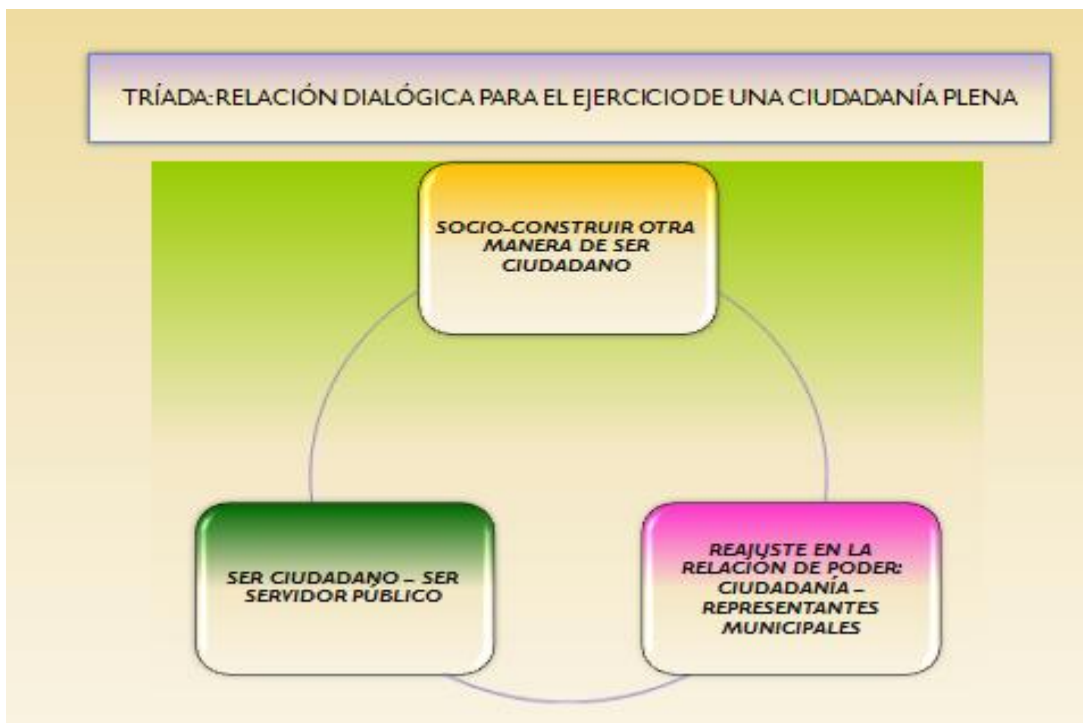 TRÍADA: RELACIÓN DIALÓGICA PARA EL EJERCICIO DE UNA CIUDADANÍA PLENA
SOCIO-CONSTRUIR OTRA
MANERA DE SER
CIUDADANO
SER CIUDADANO – SER
SERVIDOR PÚBLICO
REAJUSTE EN LA
RELACIÓN DE PODER:
CIUDADANÍA –
REPRESENTANTES
MUNICIPALES